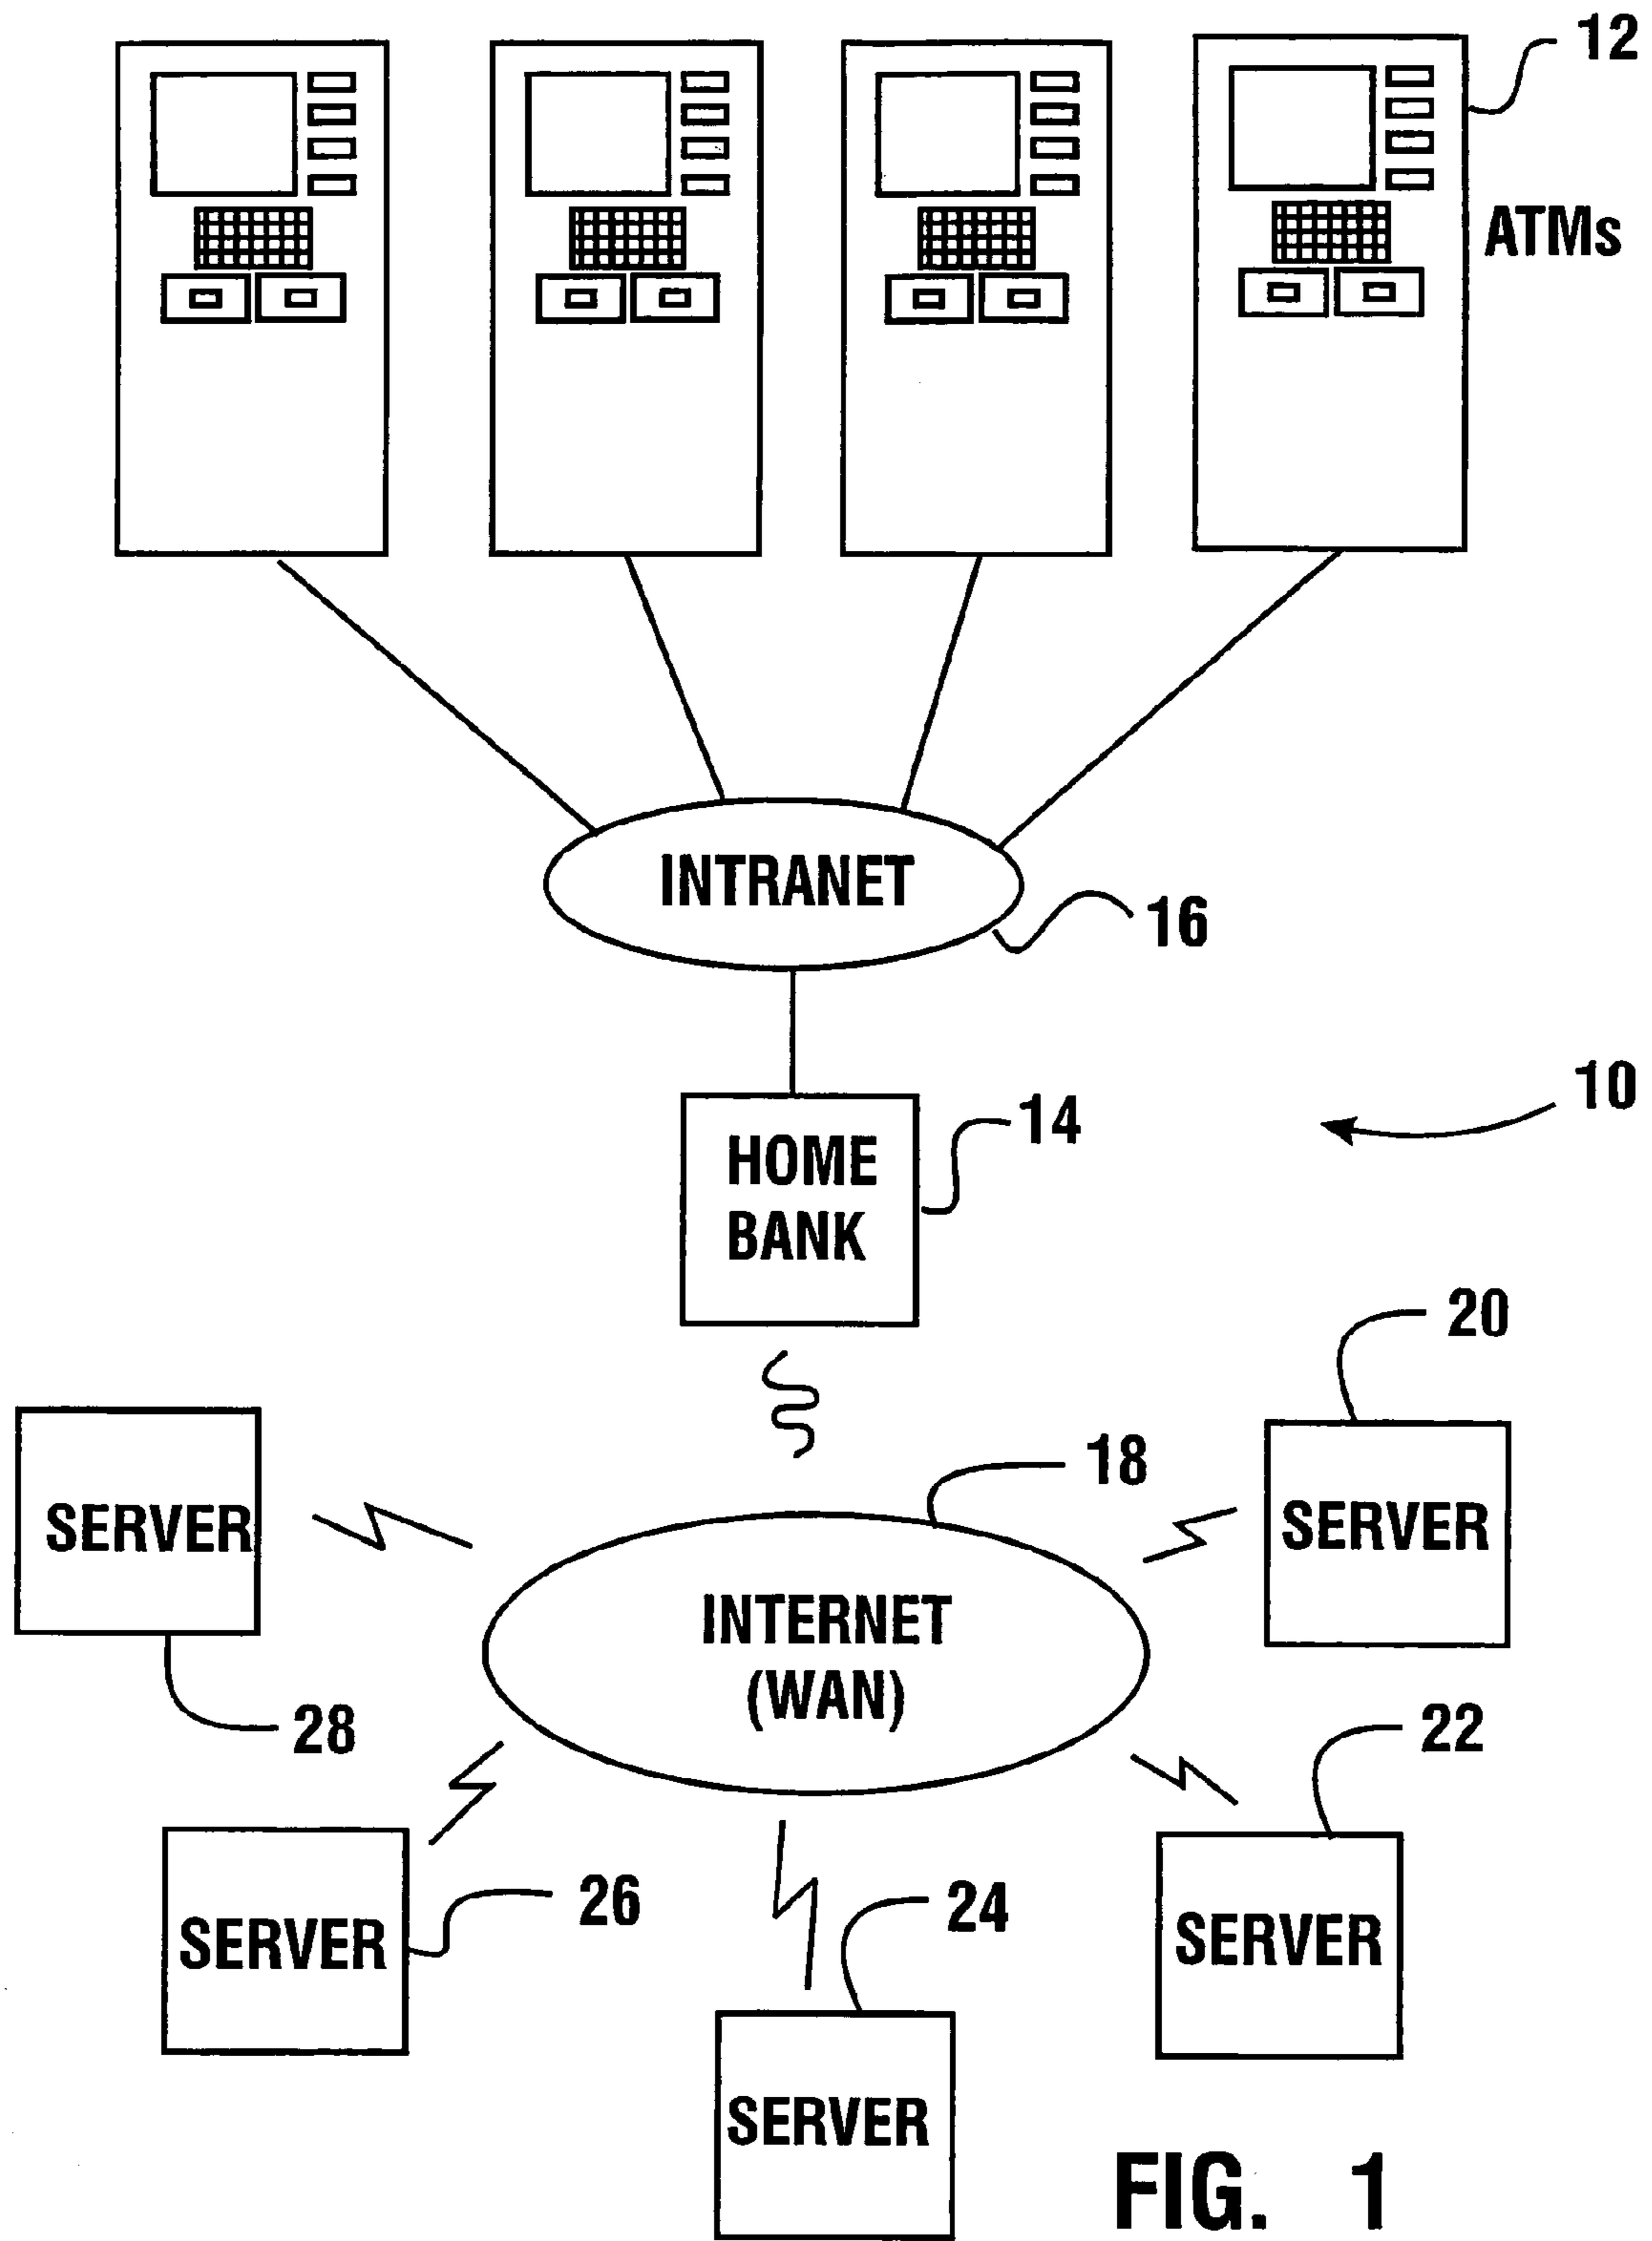 12
ATMs
INTRANET
16
10
14
HOME
BANK
20
18
SERVER
SERVER
INTERNET
(WAN)
28
22
26
24
SERVER
SERVER
SERVER
FIG. 1